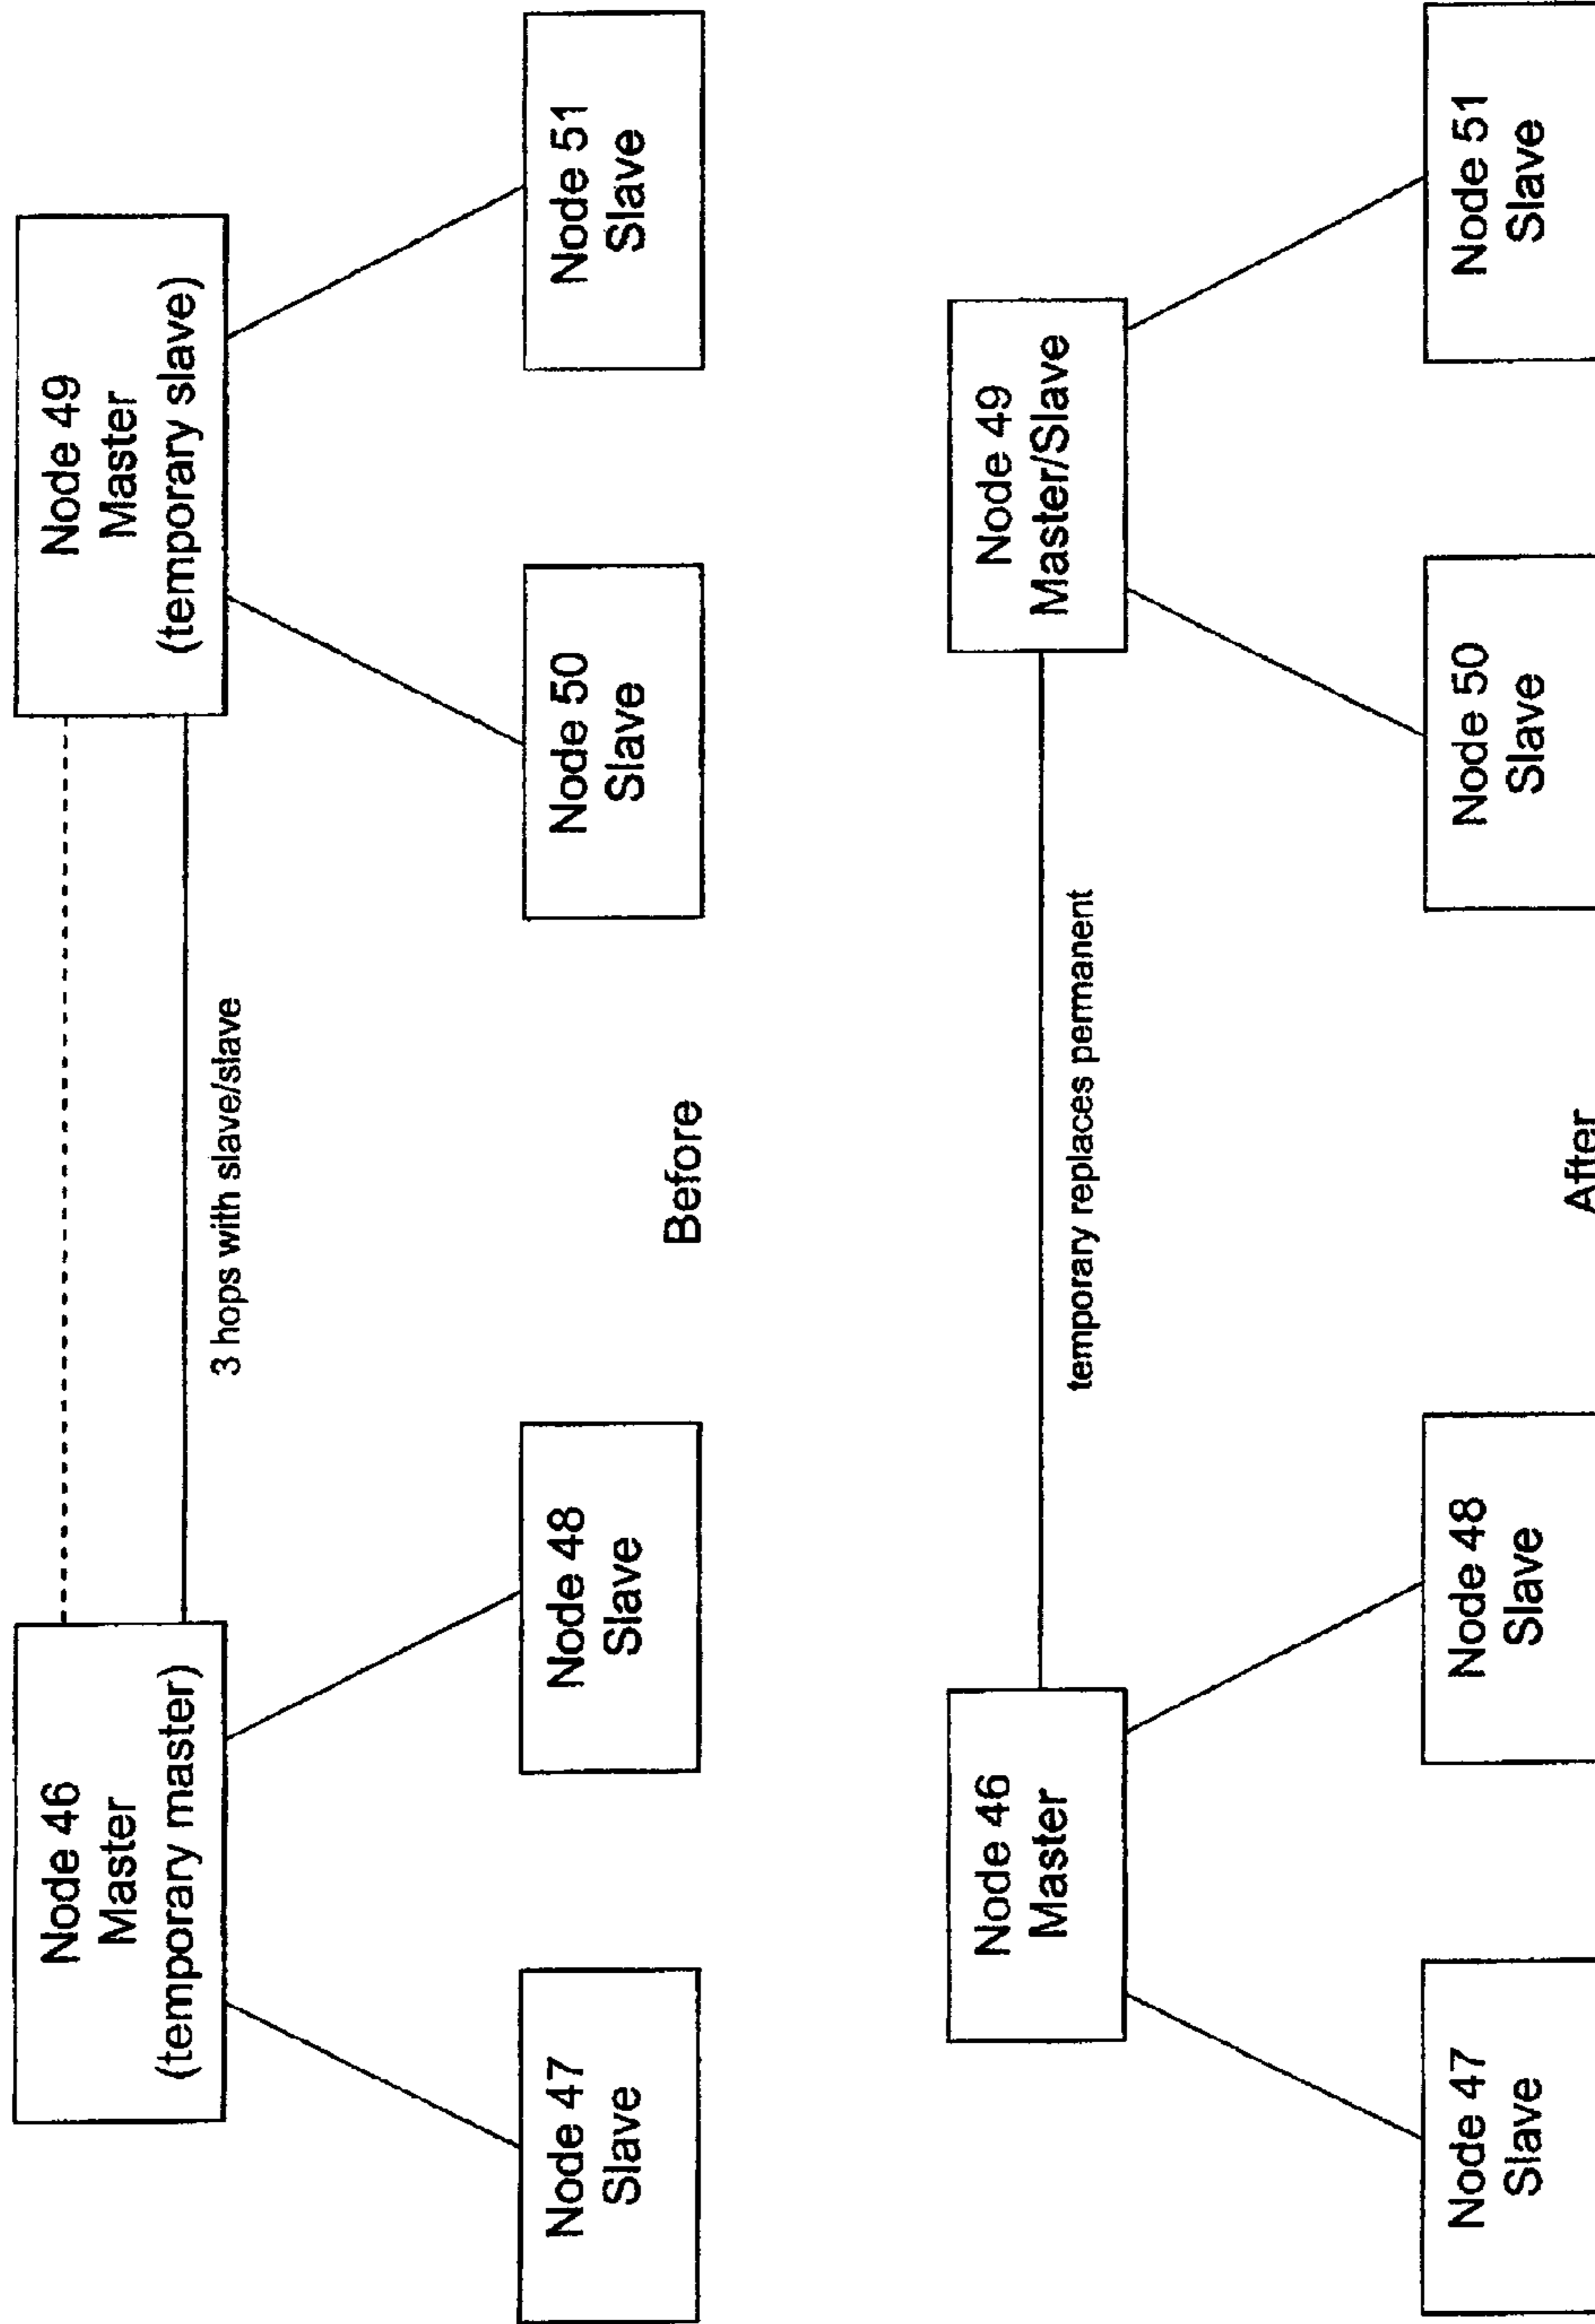 Node 46
Master
(temporary master)
Node 49
Master
(temporary slave)
3 hops with slave/slave
Node 47
Slave
Node 48
Slave
Node 50
Slave
Node 51
Slave
Before
Node 46
Master
Node 49
Master/Slave
temporary replaces permanent
Node 47
Slave
Node 48
Slave
Node 50
Slave
Node 51
Slave
After